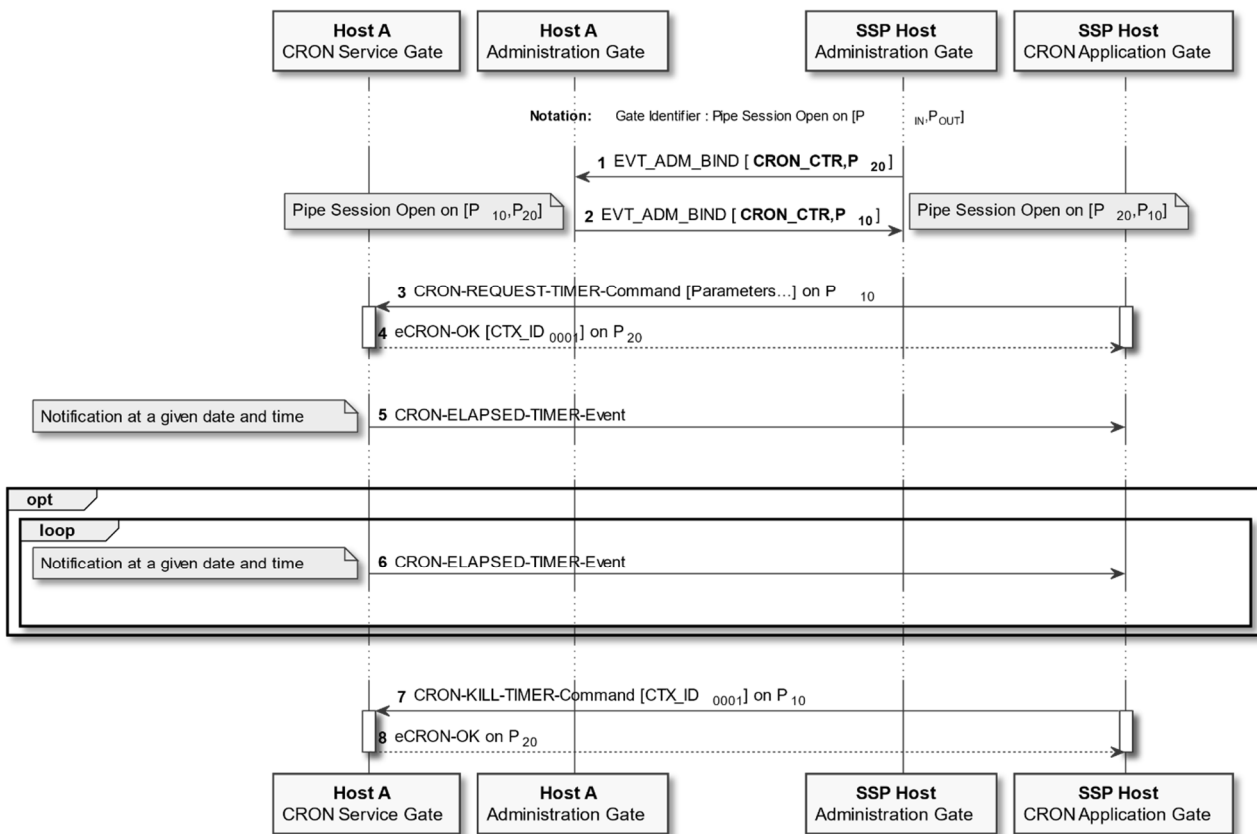 Host A
CRON Service Gate
Host A
Administration Gate
SSP Host
Administration Gate
SSP Host
CRON Application Gate
Notation: Gate Identifier : Pipe Session Open on [P IN,POUT]
1 EVT_ADM_BIND [ CRON_CTR,P 20]
Pipe Session Open on [P 10,P20]
2 EVT_ADM_BIND [ CRON_CTR,P 10]
Pipe Session Open on [P 20,P10]
3 CRON-REQUEST-TIMER-Command [Parameters...] on P 10
4 eCRON-OK [CTX_ID 0001] on P20
Notification at a given date and time
5 CRON-ELAPSED-TIMER-Event
opt
loop
Notification at a given date and time
6 CRON-ELAPSED-TIMER-Event
7 CRON-KILL-TIMER-Command [CTX_ID 0001] on P10
8 eCRON-OK on P20
Host A
CRON Service Gate
Host A
Administration Gate
SSP Host
Administration Gate
SSP Host
CRON Application Gate